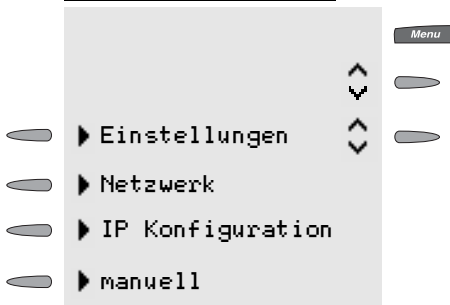 Menu
Einstellungen
Netzwerk
IP Konfiguration
manuell